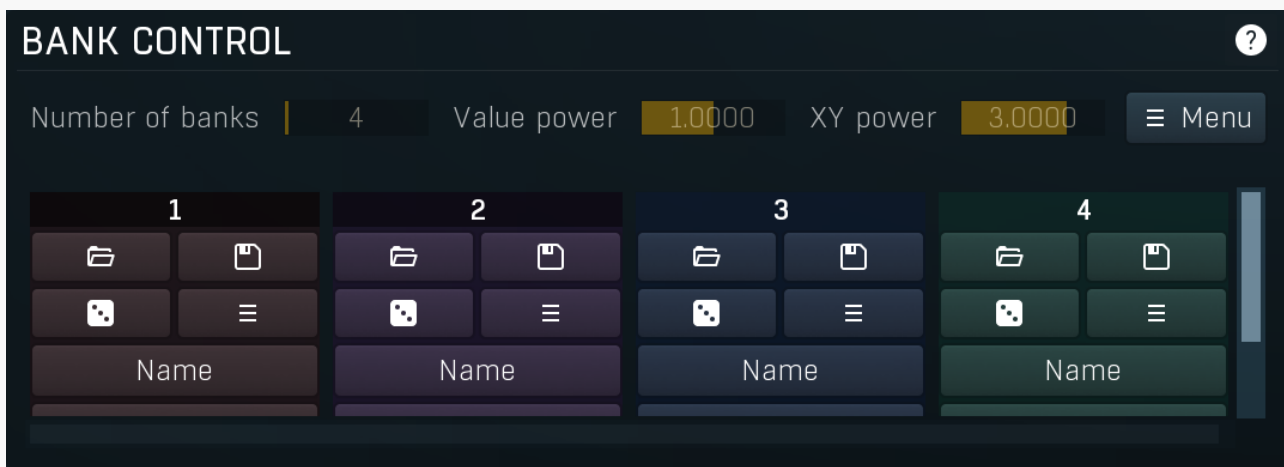 BANK CONTROL ?
Number of banks 4 Value power 1.0000 XY power 3.0000 Menu
1 2 3 4
Name Name Name Name